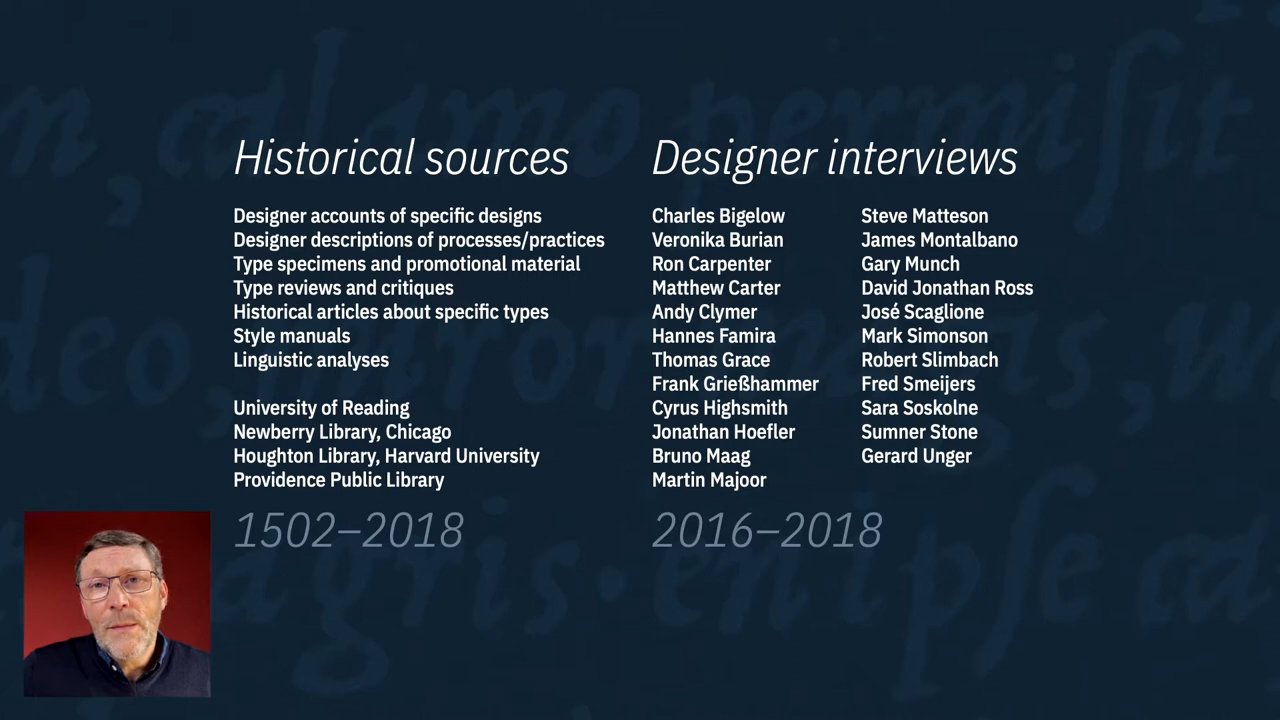 Historical sources
Designer accounts of specific designs
Designer descriptions of processes/practices
Type specimens and promotional material
Type reviews and critiques
Historical articles about specific types
Style manuals
Linguistic analyses
University of Reading
Newberry Library, Chicago
Houghton Library, Harvard University
Providence Public Library
1502–2018
Designer interviews
Charles Bigelow
Veronika Burian
Ron Carpenter
Matthew Carter
Andy Clymer
Hannes Famira
Thomas Grace
Frank Grießhammer
Cyrus Highsmith
Jonathan Hoefler
Bruno Maag
Martin Majoor
Steve Matteson
James Montalbano
Gary Munch
David Jonathan Ross
José Scaglione
Mark Simonson
Robert Slimbach
Fred Smeijers
Sara Soskolne
Sumner Stone
Gerard Unger
2016–2018